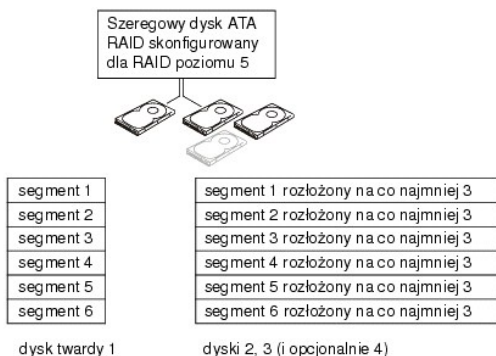 Szeregowy dysk ATA
RAID skonfigurowany
dla RAID poziomu 5
segment 1
segment 2
segment 3
segment 4
segment 5
segment 6
dysk twardy 1
segment 1 rozłożony na co najmniej 3
segment 2 rozłożony na co najmniej 3
segment 3 rozłożony na co najmniej 3
segment 4 rozłożony na co najmniej 3
segment 5 rozłożony na co najmniej 3
segment 6 rozłożony na co najmniej 3
dyski 2, 3 (i opcjonalnie 4)